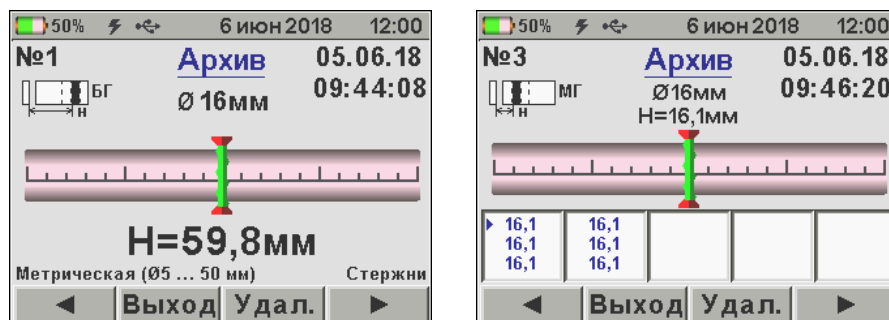 50% 6 июн 2018 12:00
№1 Архив 05.06.18
БГ Ø 16мм 09:44:08
H
H=59,8мм
Метрическая (Ø5 ... 50 мм) Стержни
Выход Удал.
50% 6 июн 2018 12:00
№3 Архив 05.06.18
МГ Ø16мм 09:46:20
H H=16,1мм
16,1 16,1
16,1 16,1
16,1 16,1
Выход Удал.